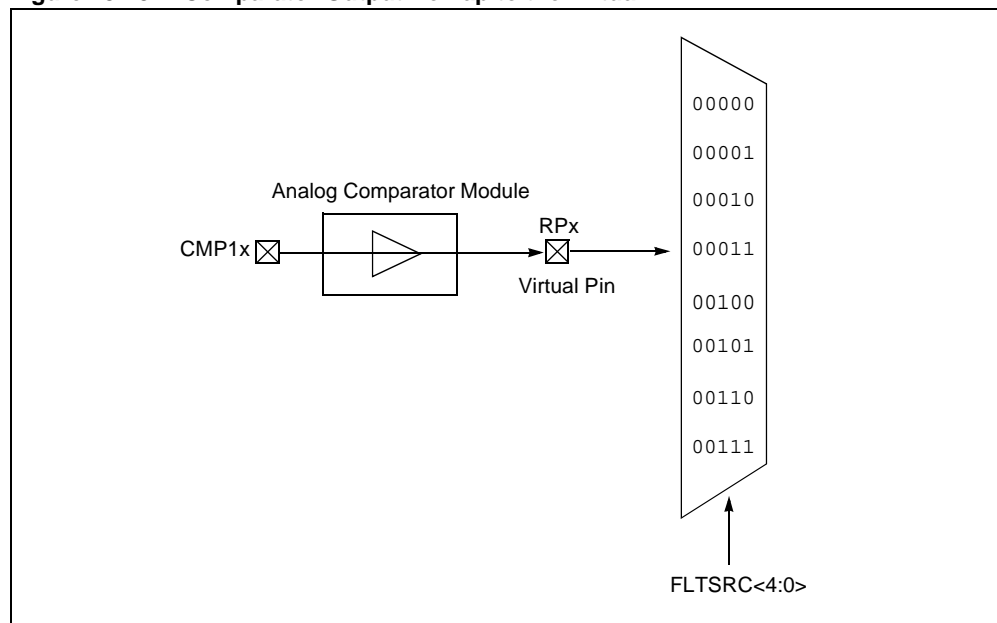 Analog Comparator Module
CMP1x
RPx
Virtual Pin
00000
00001
00010
00011
00100
00101
00110
00111
FLTSRC<4:0>